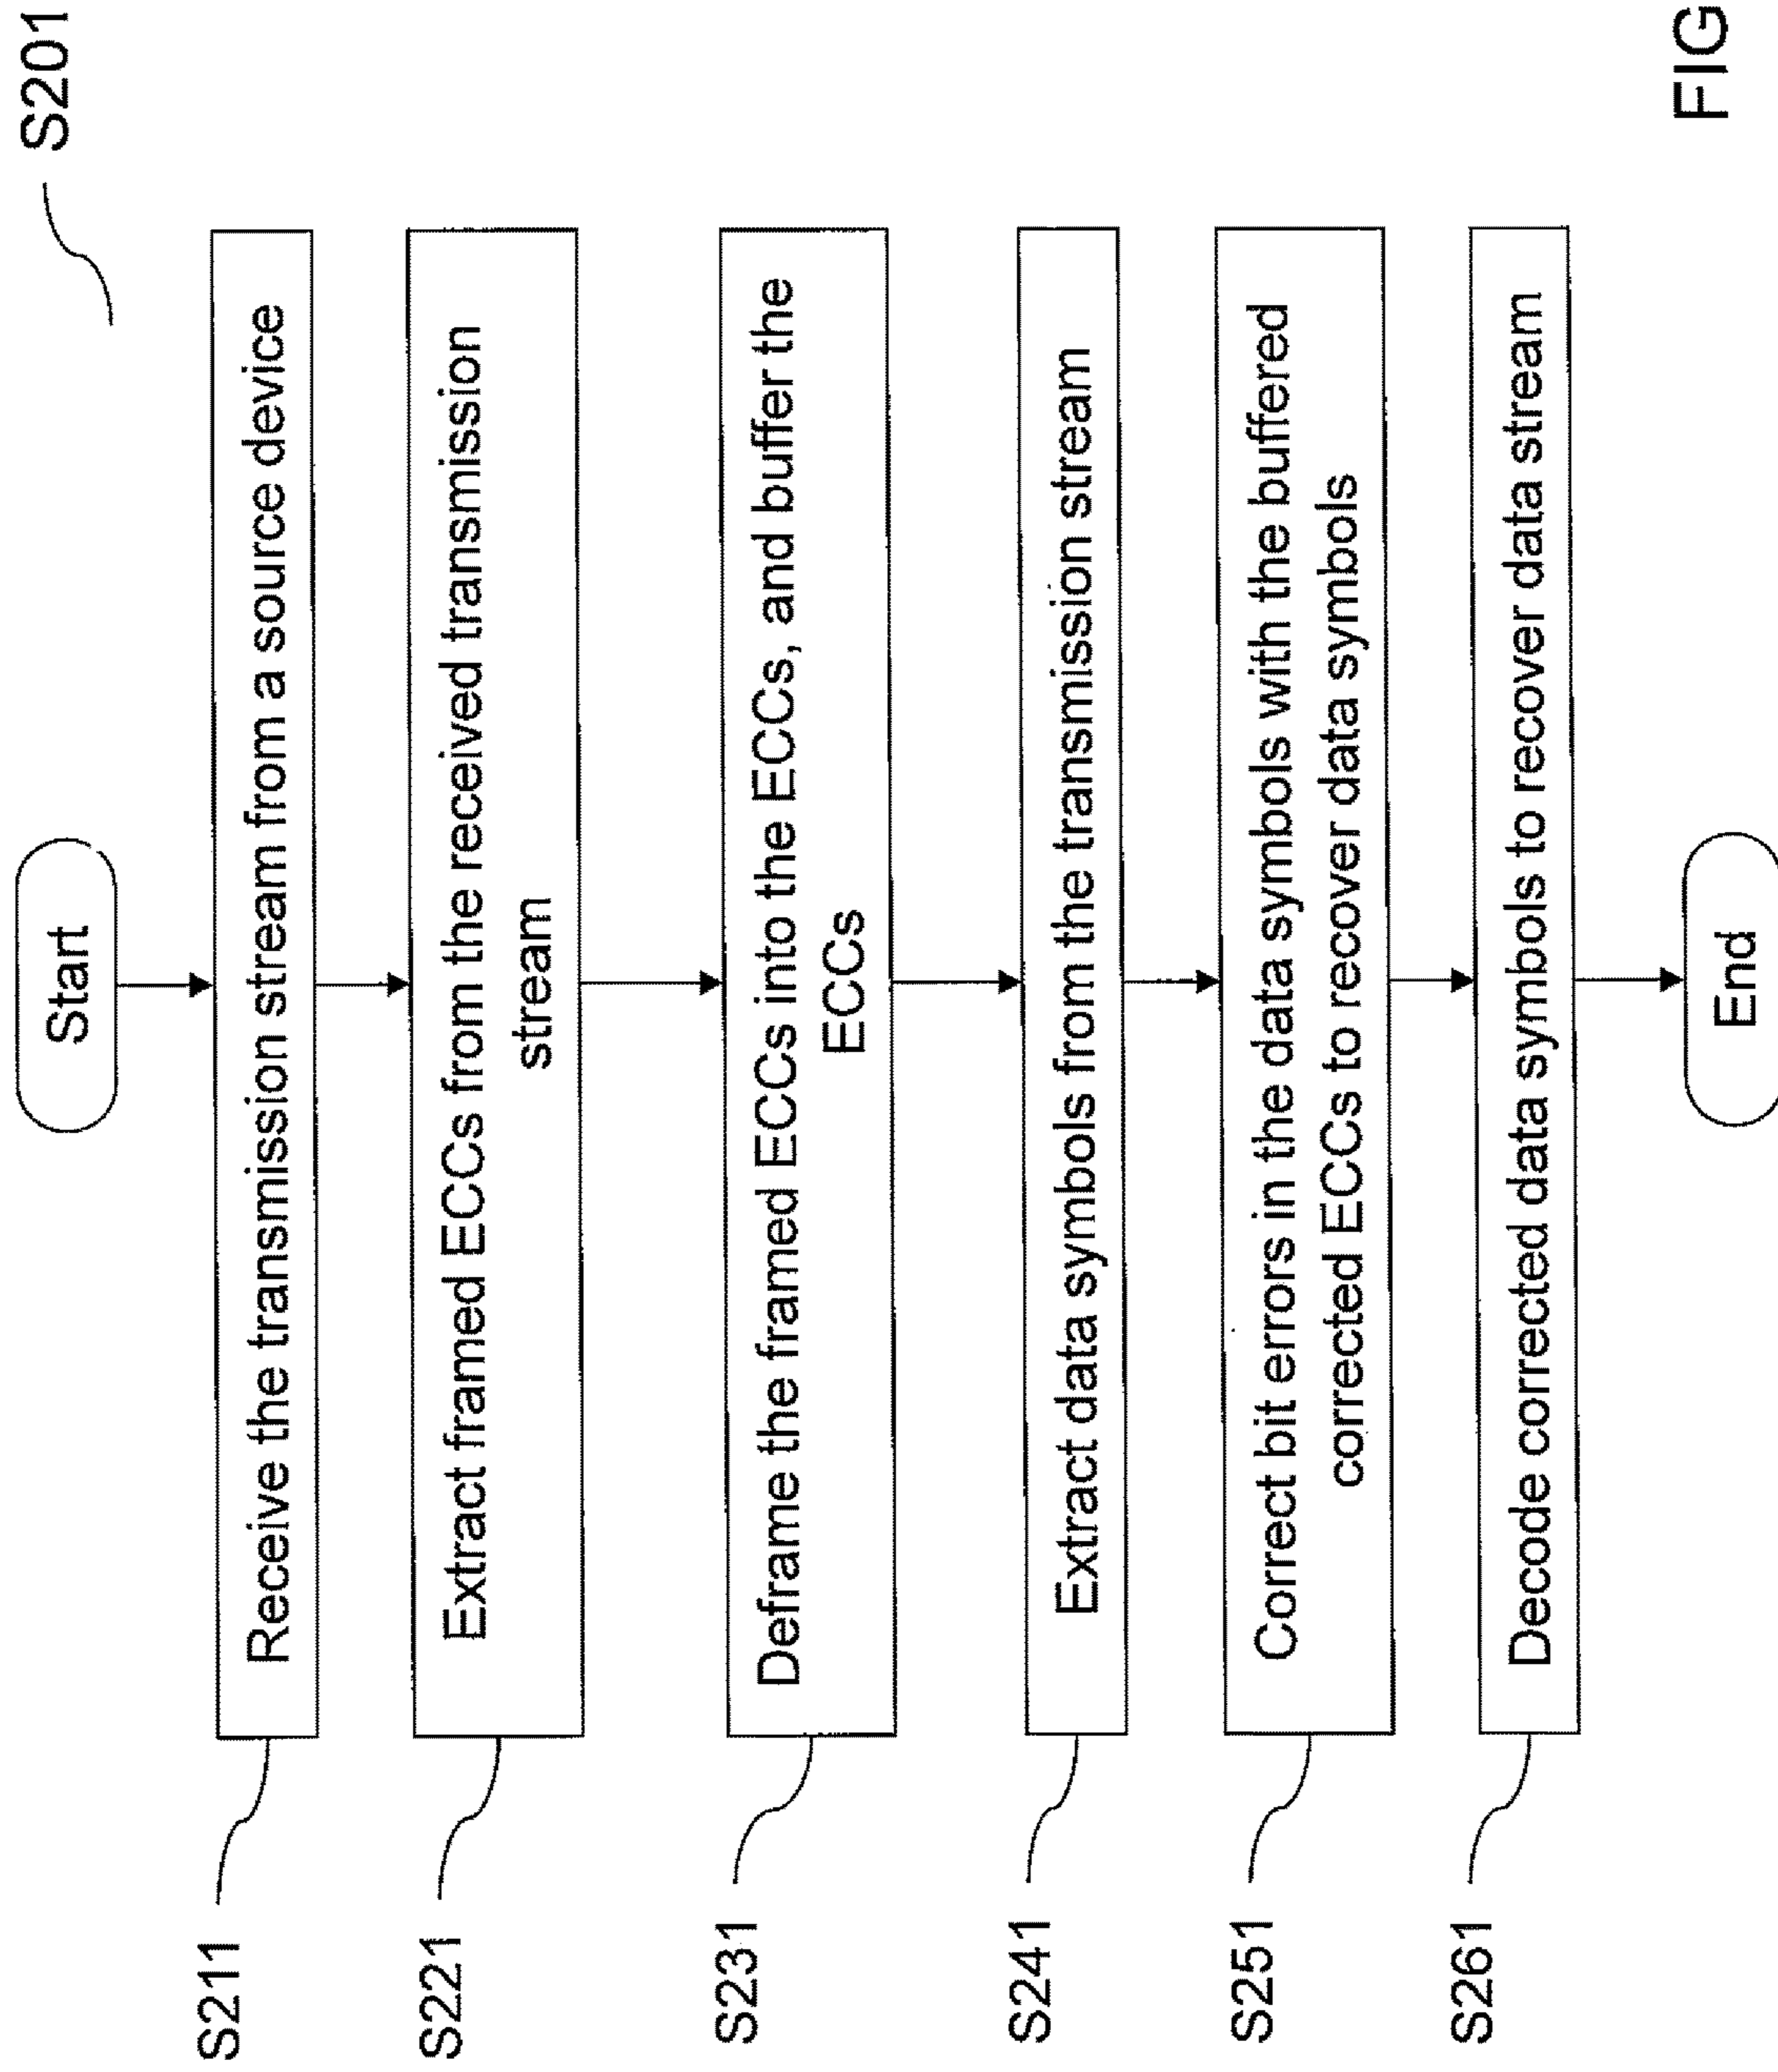 S201
Start
S211
Receive the transmission stream from a source device
S221
Extract framed ECCs from the received transmission
stream
S231
Deframe the framed ECCs into the ECCs, and buffer the
ECCs
S241
Extract data symbols from the transmission stream
S251
Correct bit errors in the data symbols with the buffered
corrected ECCs to recover data symbols
S261
Decode corrected data symbols to recover data stream
End
FIG